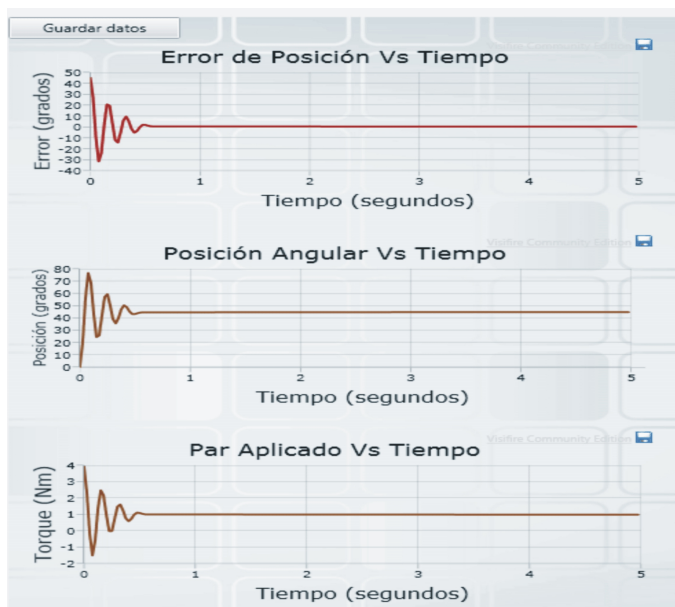 Guardar datos
Error de Posición Vs Tiempo
Error (grados)
50
40
30
20
10
0
-10
-20
-30
-40
0 1 2 3 4 5
Tiempo (segundos)
Visifire Community Edition
Posición Angular Vs Tiempo
Posición (grados)
80
70
60
50
40
30
20
10
0
0 1 2 3 4 5
Tiempo (segundos)
Visifire Community Edition
Par Aplicado Vs Tiempo
Torque (Nm)
4
3
2
1
0
-1
-2
0 1 2 3 4 5
Tiempo (segundos)